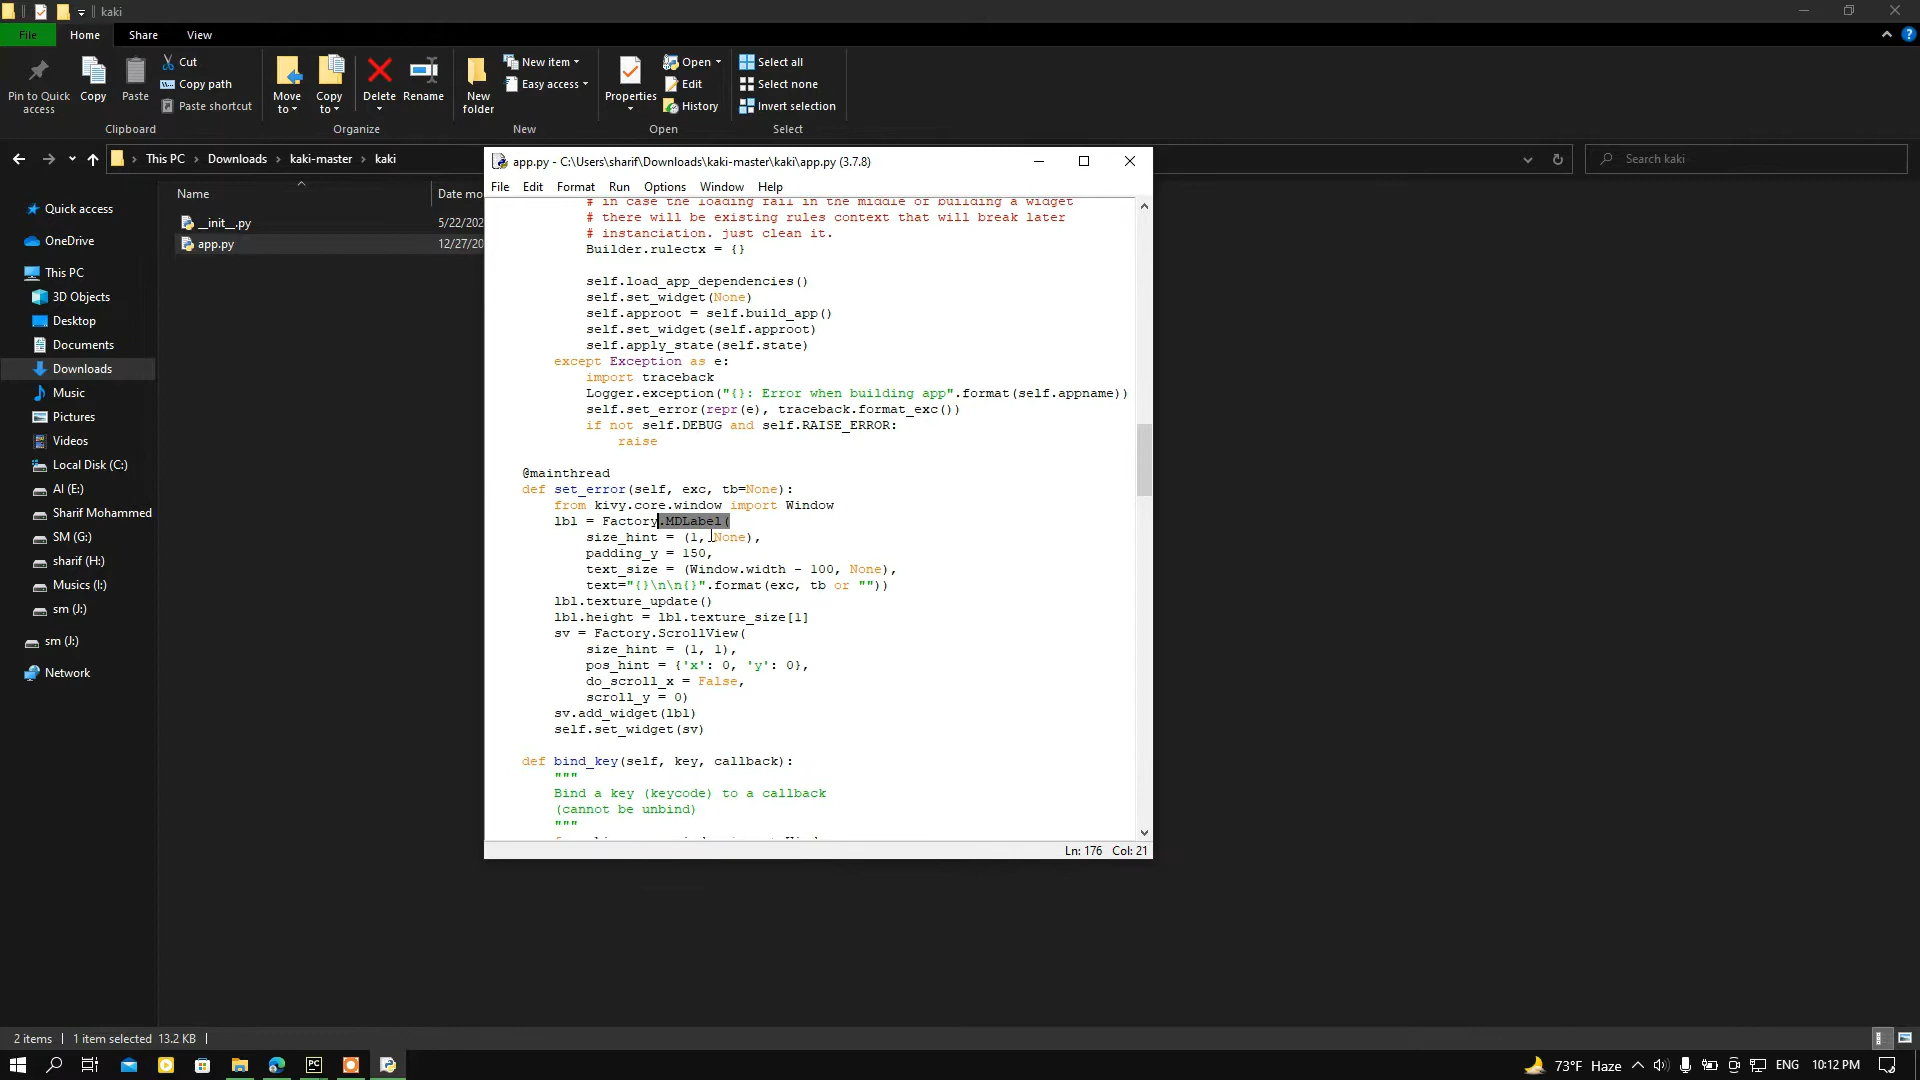 kaki
File Home Share View
Pin to Quick access
Copy
Paste
Cut
Copy path
Paste shortcut
Clipboard
Move to
Copy to
Delete
Rename
Organize
New folder
New item
Easy access
New
Properties
Open
Edit
History
Open
Select all
Select none
Invert selection
Select
This PC > Downloads > kaki-master > kaki
Search kaki
Name Date mo
__init__.py 5/22/202
app.py 12/27/20
Quick access
OneDrive
This PC
3D Objects
Desktop
Documents
Downloads
Music
Pictures
Videos
Local Disk (C:)
AI (E:)
Sharif Mohammed
SM (G:)
sharif (H:)
Musics (I:)
sm (J:)
sm (J:)
Network
app.py - C:\Users\sharif\Downloads\kaki-master\kaki\app.py (3.7.8)
File Edit Format Run Options Window Help
# in case the loading fail in the middle of building a widget
# there will be existing rules context that will break later
# instanciation. just clean it.
Builder.rulectx = {}
self.load_app_dependencies()
self.set_widget(None)
self.approot = self.build_app()
self.set_widget(self.approot)
self.apply_state(self.state)
except Exception as e:
import traceback
Logger.exception("{}: Error when building app".format(self.appname))
self.set_error(repr(e), traceback.format_exc())
if not self.DEBUG and self.RAISE_ERROR:
raise
@mainthread
def set_error(self, exc, tb=None):
from kivy.core.window import Window
lbl = Factory.MDLabel(
size_hint = (1, None),
padding_y = 150,
text_size = (Window.width - 100, None),
text="{}\n\n{}".format(exc, tb or ""))
lbl.texture_update()
lbl.height = lbl.texture_size[1]
sv = Factory.ScrollView(
size_hint = (1, 1),
pos_hint = {'x': 0, 'y': 0},
do_scroll_x = False,
scroll_y = 0)
sv.add_widget(lbl)
self.set_widget(sv)
def bind_key(self, key, callback):
"""
Bind a key (keycode) to a callback
(cannot be unbind)
"""
Ln: 176 Col: 21
2 items 1 item selected 13.2 KB
PC
73°F Haze ENG 10:12 PM